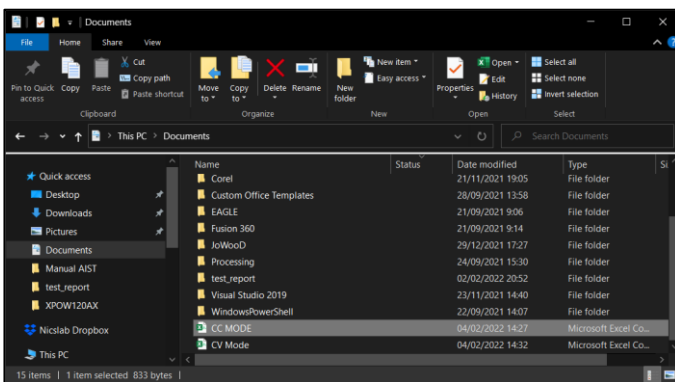 Documents
File Home Share View
Pin to Quick access
Copy
Paste
Cut
Copy path
Paste shortcut
Move to
Copy to
Delete
Rename
New folder
New item
Easy access
Properties
Open
Edit
History
Select all
Select none
Invert selection
Clipboard Organize New Open Select
This PC > Documents
Search Documents
Quick access
Desktop
Downloads
Pictures
Documents
Manual AIST
test_report
XPOW120AX
Nicslab Dropbox
This PC
Name Status Date modified Type Si
Corel 21/11/2021 19:05 File folder
Custom Office Templates 28/09/2021 13:58 File folder
EAGLE 21/09/2021 9:06 File folder
Fusion 360 21/09/2021 9:14 File folder
JoWooD 29/12/2021 17:27 File folder
Processing 24/09/2021 15:30 File folder
test_report 02/02/2022 20:52 File folder
Visual Studio 2019 23/11/2021 14:40 File folder
WindowsPowerShell 22/09/2021 14:07 File folder
CC MODE 04/02/2022 14:27 Microsoft Excel Co...
CV Mode 04/02/2022 14:32 Microsoft Excel Co...
15 items 1 item selected 833 bytes